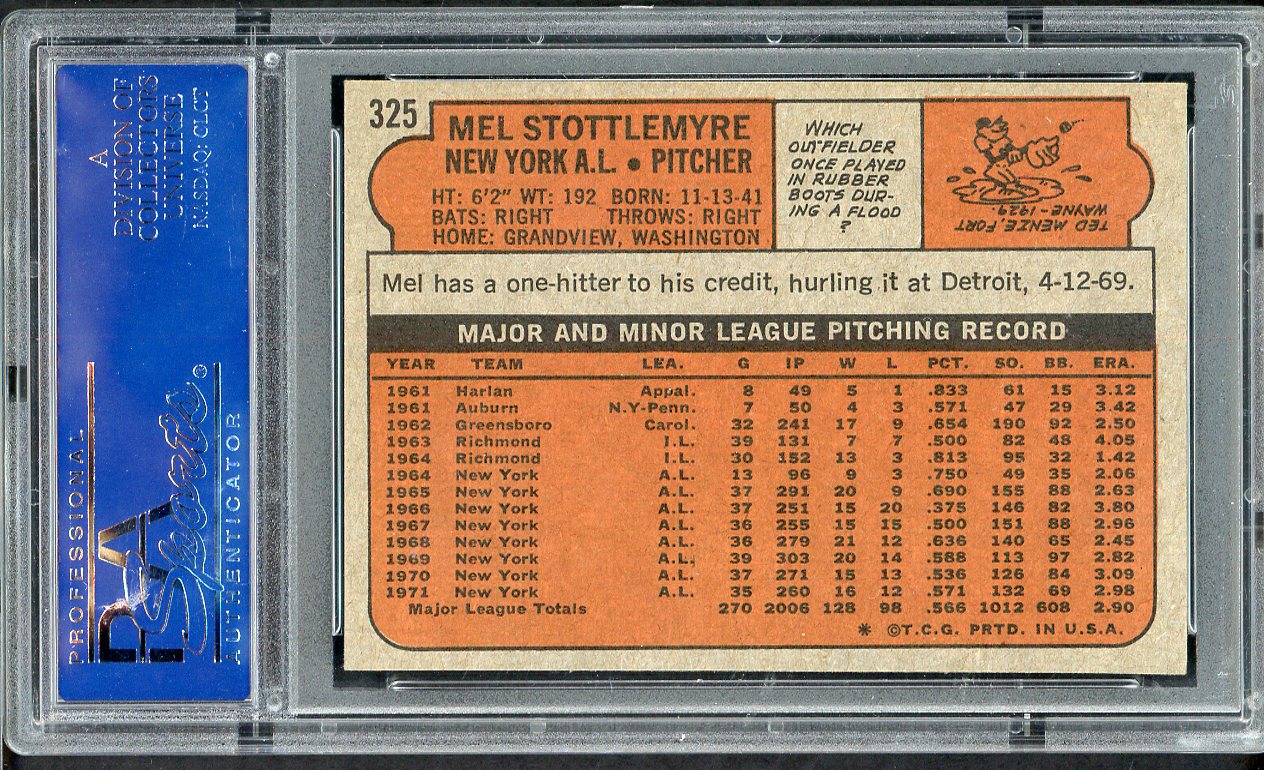 A
DIVISION OF
COLLECTORS
UNIVERSE
NASDAQ: CLCT
PROFESSIONAL
PSA
Sports ®
AUTHENTICATOR
325
MEL STOTTLEMYRE
NEW YORK A.L. • PITCHER
HT: 6'2" WT: 192 BORN: 11-13-41
BATS: RIGHT THROWS: RIGHT
HOME: GRANDVIEW, WASHINGTON
WHICH
OUTFIELDER
ONCE PLAYED
IN RUBBER
BOOTS DUR-
ING A FLOOD
?
TED MENZE, FORT
WAYNE-1929.
Mel has a one-hitter to his credit, hurling it at Detroit, 4-12-69.
MAJOR AND MINOR LEAGUE PITCHING RECORD
YEAR TEAM LEA. G IP W L PCT. SO. BB. ERA.
1961 Harlan Appal. 8 49 5 1 .833 61 15 3.12
1961 Auburn N.Y-Penn. 7 50 4 3 .571 47 29 3.42
1962 Greensboro Carol. 32 241 17 9 .654 190 92 2.50
1963 Richmond I.L. 39 131 7 7 .500 82 48 4.05
1964 Richmond I.L. 30 152 13 3 .813 95 32 1.42
1964 New York A.L. 13 96 9 3 .750 49 35 2.06
1965 New York A.L. 37 291 20 9 .690 155 88 2.63
1966 New York A.L. 37 251 15 20 .375 146 82 3.80
1967 New York A.L. 36 255 15 15 .500 151 88 2.96
1968 New York A.L. 36 279 21 12 .636 140 65 2.45
1969 New York A.L. 39 303 20 14 .588 113 97 2.82
1970 New York A.L. 37 271 15 13 .536 126 84 3.09
1971 New York A.L. 35 260 16 12 .571 132 69 2.98
Major League Totals 270 2006 128 98 .566 1012 608 2.90
* ©T.C.G. PRTD. IN U.S.A.